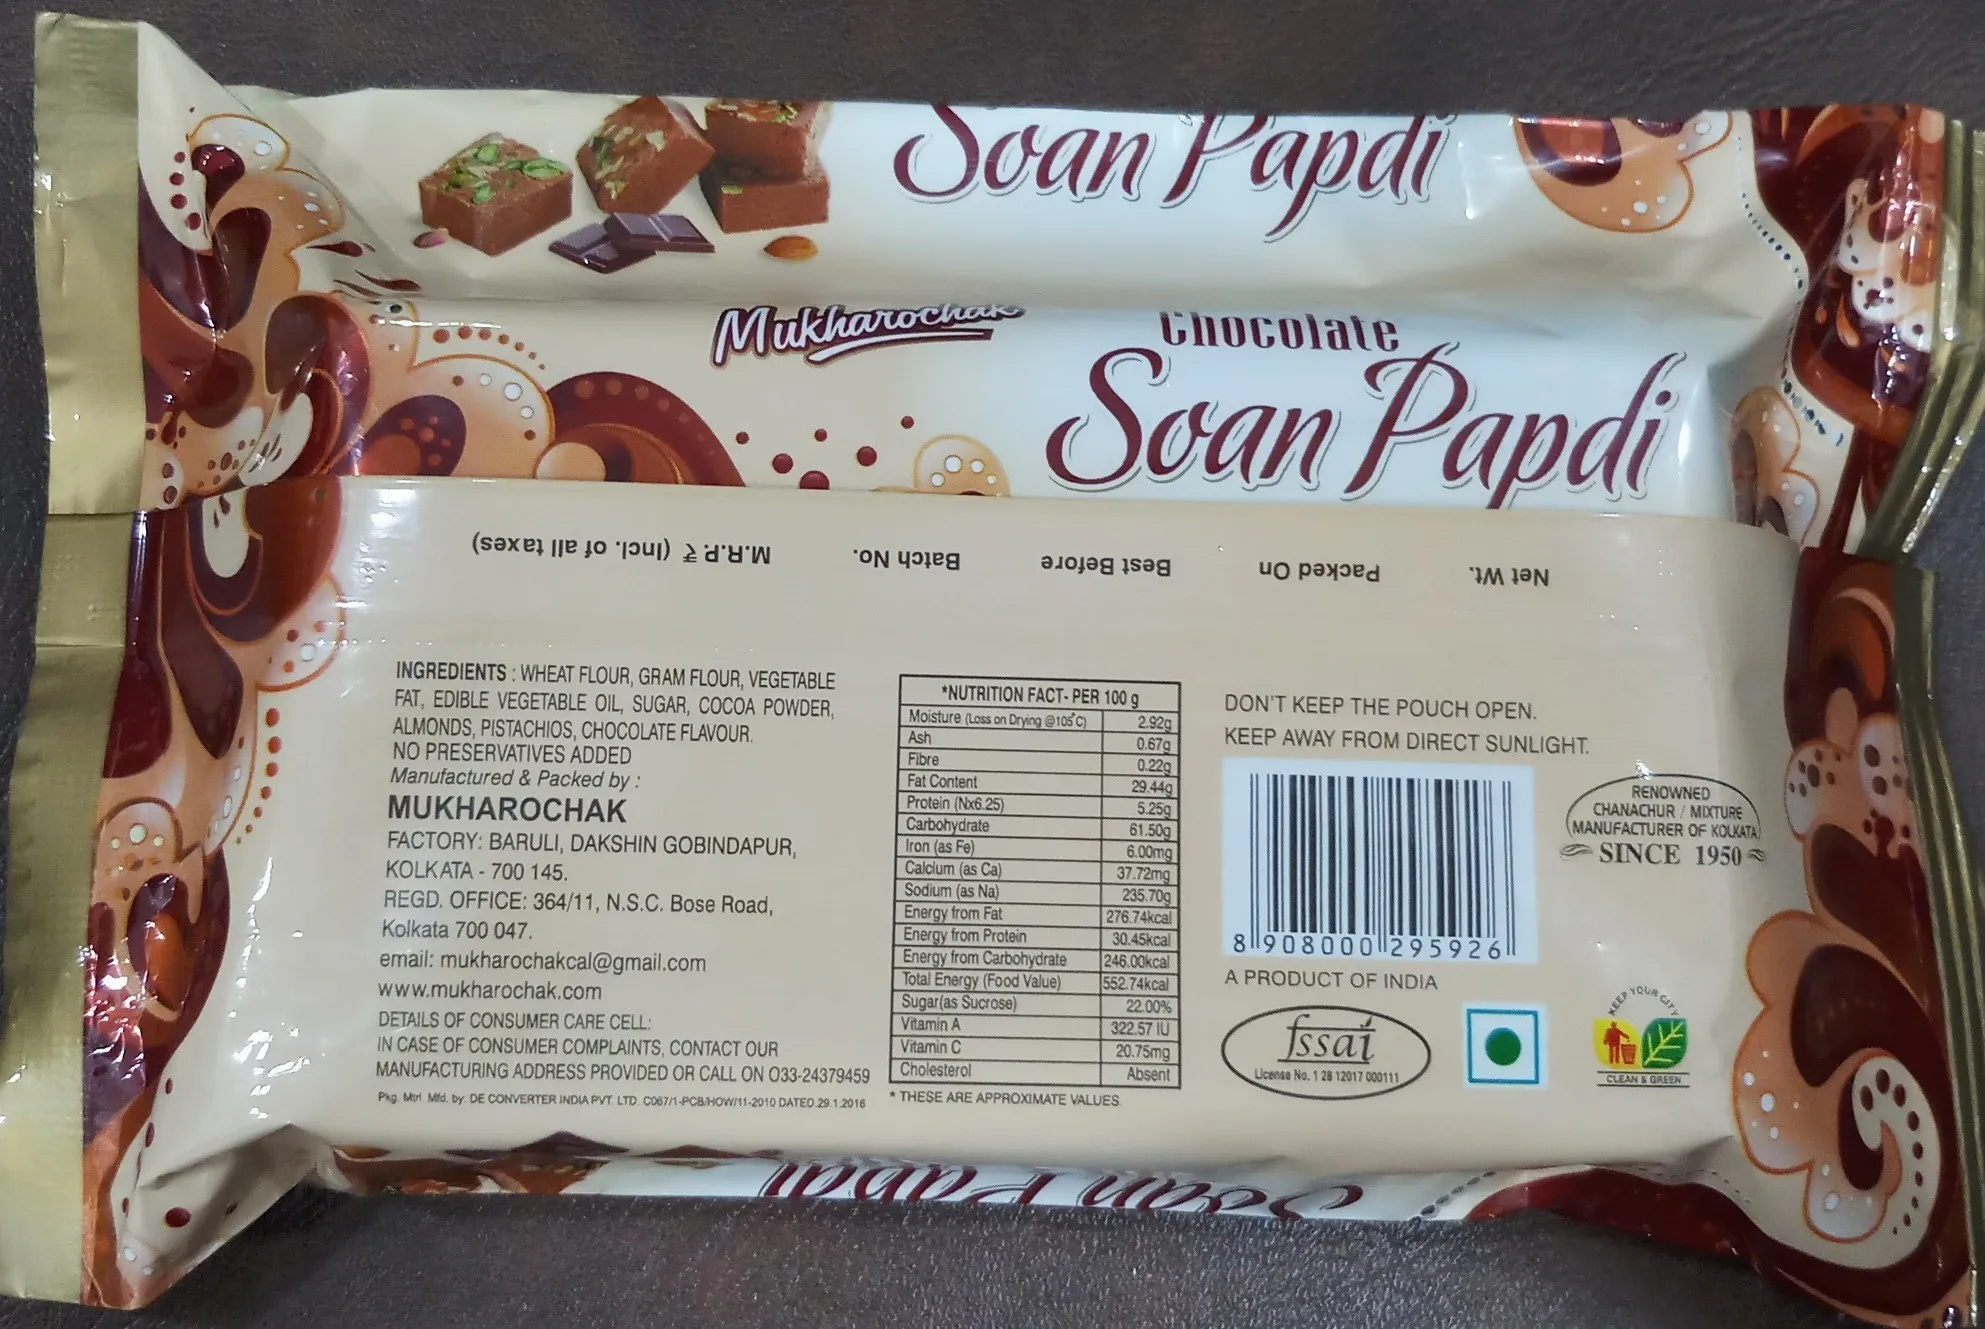 Soan Papdi
Mukharochak
Chocolate
Soan Papdi
M.R.P. ₹ (Incl. of all taxes)
Batch No.
Best Before
Packed On
Net Wt.
INGREDIENTS : WHEAT FLOUR, GRAM FLOUR, VEGETABLE
FAT, EDIBLE VEGETABLE OIL, SUGAR, COCOA POWDER,
ALMONDS, PISTACHIOS, CHOCOLATE FLAVOUR.
NO PRESERVATIVES ADDED
Manufactured & Packed by :
MUKHAROCHAK
FACTORY: BARULI, DAKSHIN GOBINDAPUR,
KOLKATA - 700 145.
REGD. OFFICE: 364/11, N.S.C. Bose Road,
Kolkata 700 047.
email: mukharochakcal@gmail.com
www.mukharochak.com
DETAILS OF CONSUMER CARE CELL:
IN CASE OF CONSUMER COMPLAINTS, CONTACT OUR
MANUFACTURING ADDRESS PROVIDED OR CALL ON O33-24379459
Pkg. Mtrl. Mfd. by: DE CONVERTER INDIA PVT. LTD. C067/1-PCB/HOW/11-2010 DATEO.29.1.2016
*NUTRITION FACT- PER 100 g
Moisture (Loss on Drying @105°C) 2.92g
Ash 0.67g
Fibre 0.22g
Fat Content 29.44g
Protein (Nx6.25) 5.25g
Carbohydrate 61.50g
Iron (as Fe) 6.00mg
Calcium (as Ca) 37.72mg
Sodium (as Na) 235.70g
Energy from Fat 276.74kcal
Energy from Protein 30.45kcal
Energy from Carbohydrate 246.00kcal
Total Energy (Food Value) 552.74kcal
Sugar(as Sucrose) 22.00%
Vitamin A 322.57 IU
Vitamin C 20.75mg
Cholesterol Absent
* THESE ARE APPROXIMATE VALUES
DON'T KEEP THE POUCH OPEN.
KEEP AWAY FROM DIRECT SUNLIGHT.
8 908000 295926
A PRODUCT OF INDIA
fssai
License No. 1 28 12017 000111
RENOWNED
CHANACHUR / MIXTURE
MANUFACTURER OF KOLKATA
SINCE 1950
KEEP YOUR CITY
CLEAN & GREEN
Soan Papdi